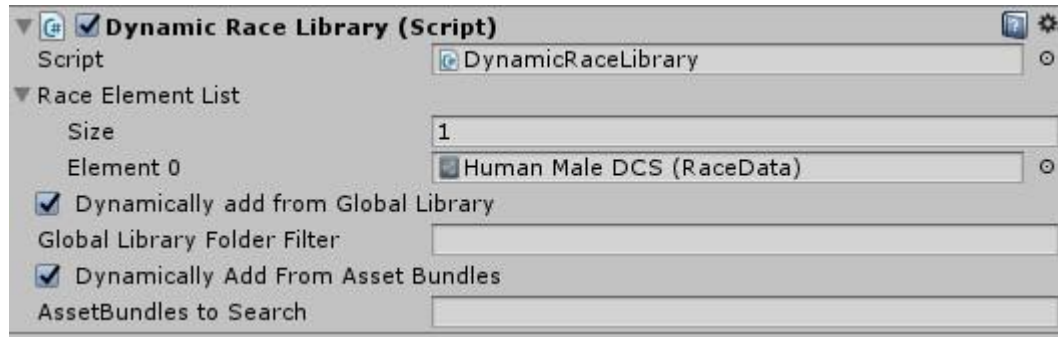 Dynamic Race Library (Script)
Script DynamicRaceLibrary
Race Element List
Size 1
Element 0 Human Male DCS (RaceData)
Dynamically add from Global Library
Global Library Folder Filter
Dynamically Add From Asset Bundles
AssetBundles to Search